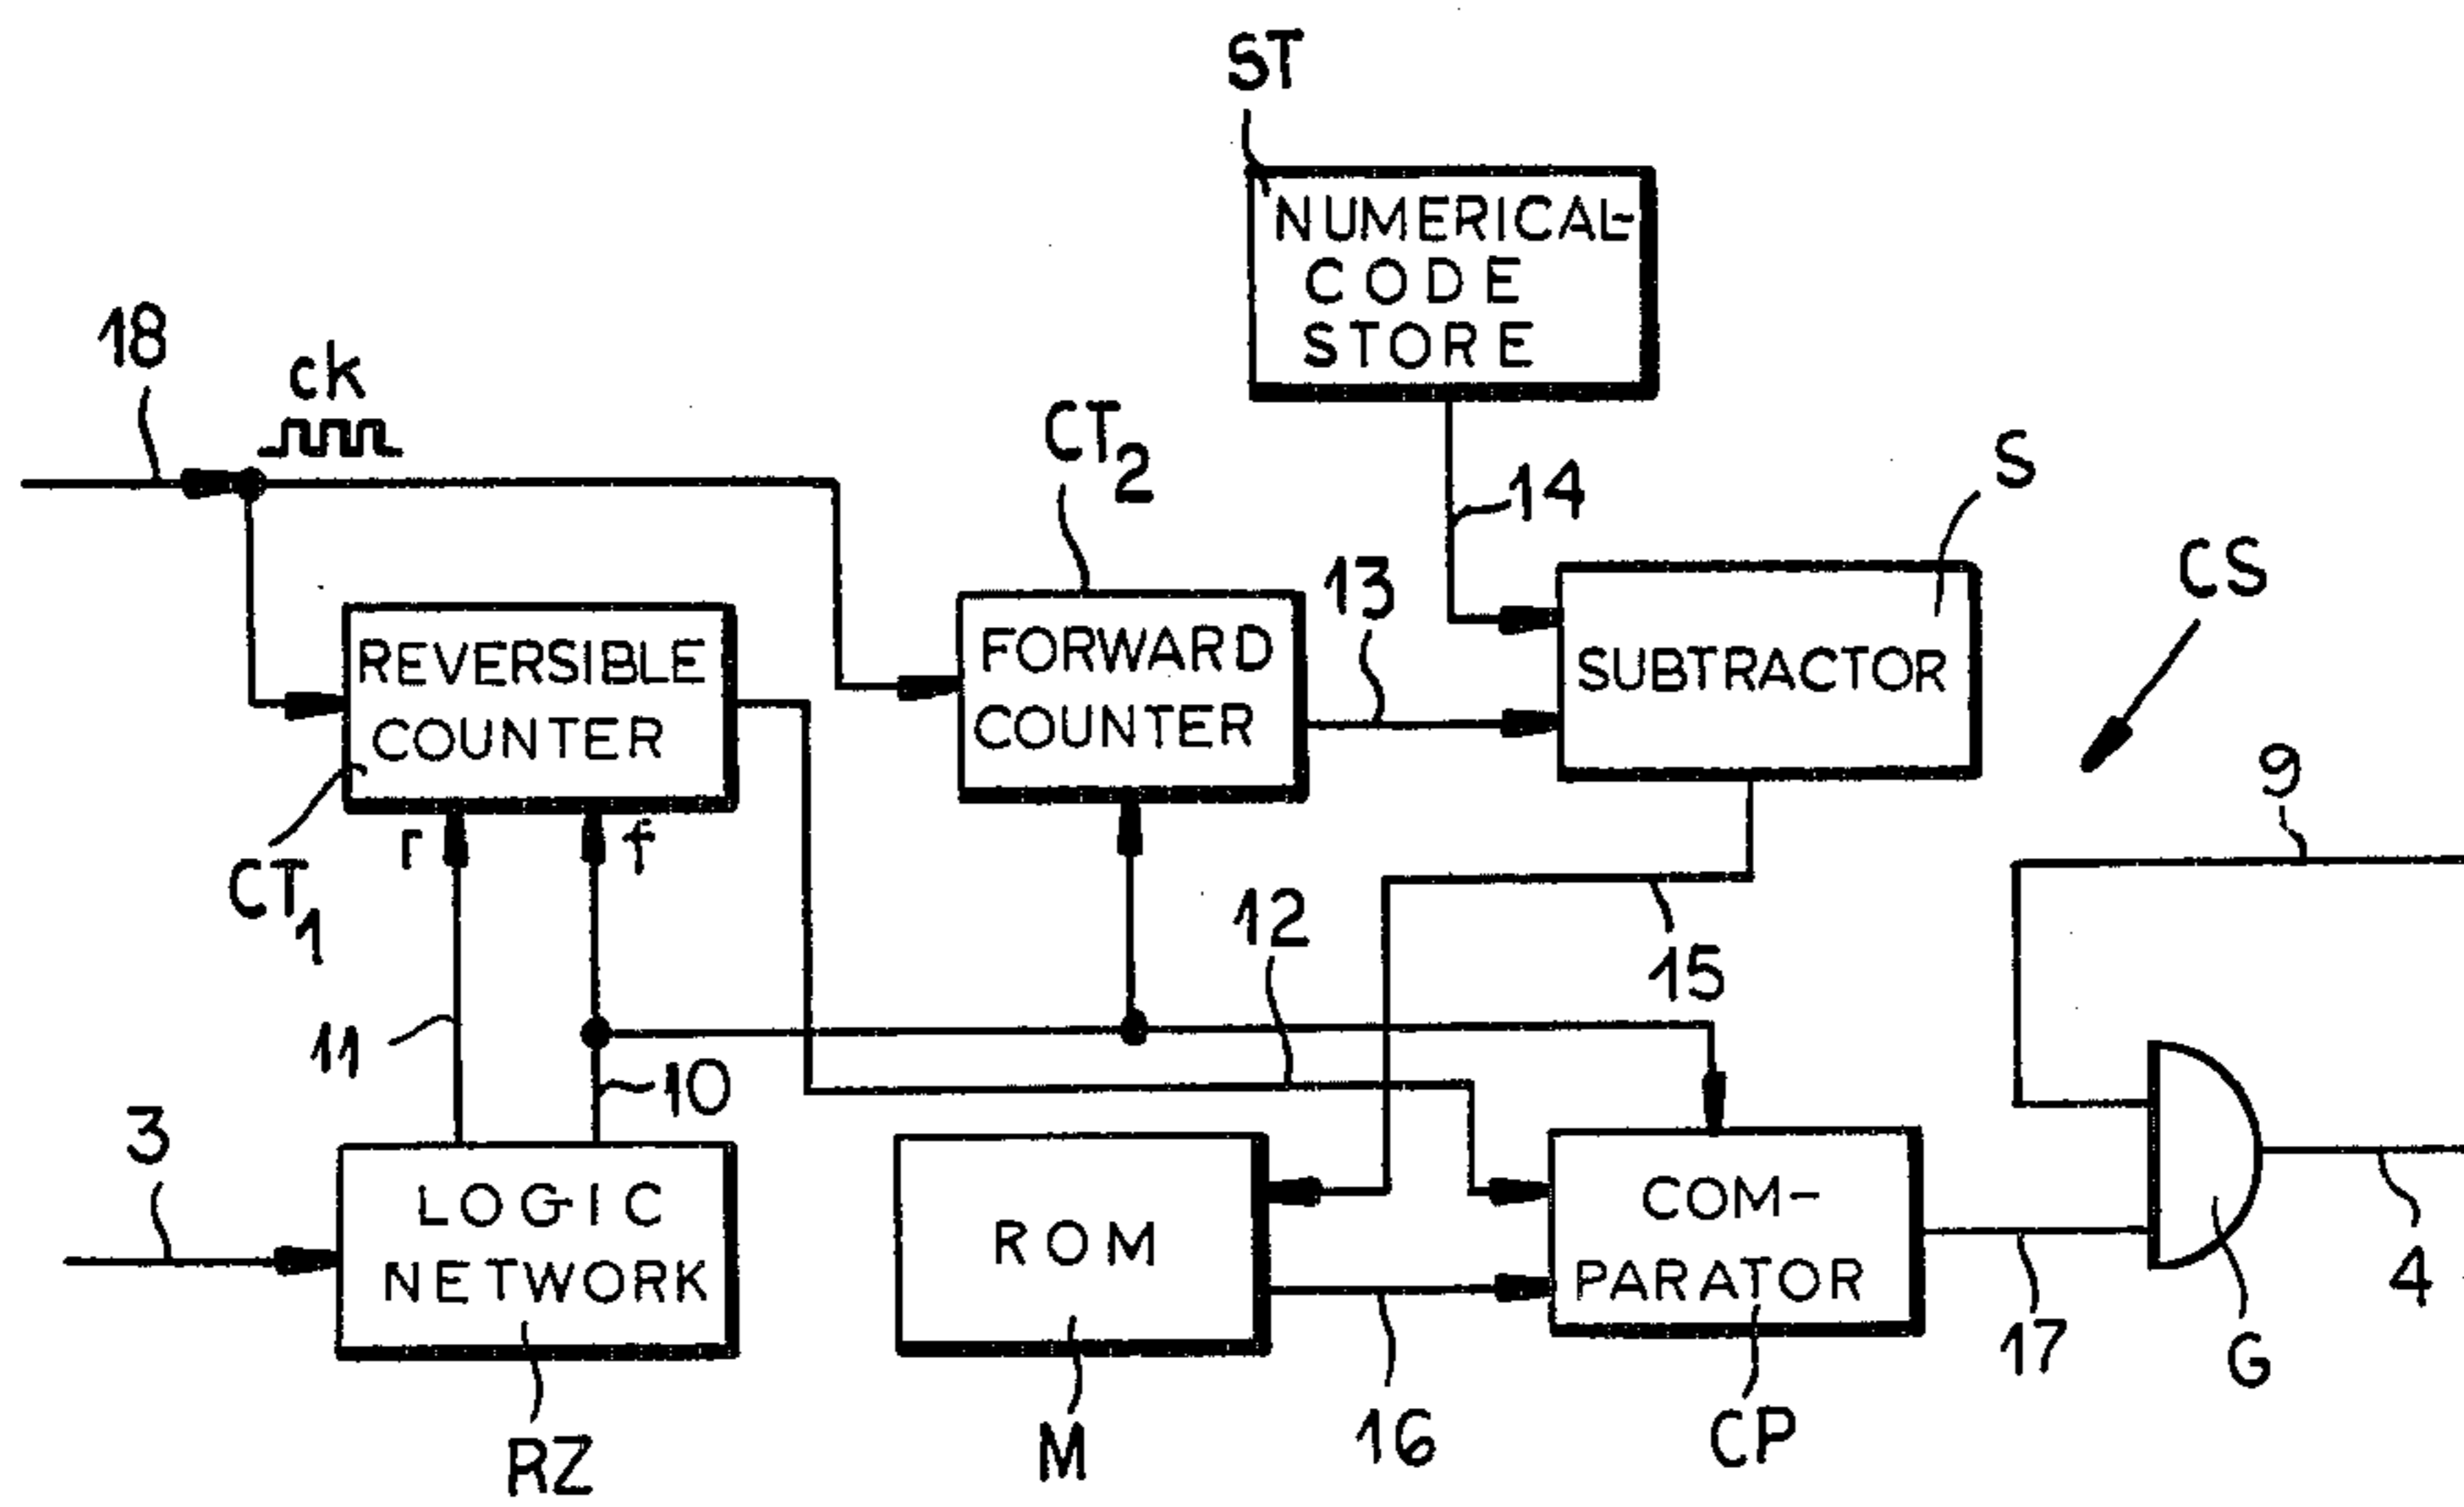 ST
NUMERICAL-
CODE
STORE
18
ck
CT2
14
S
13
CS
REVERSIBLE
COUNTER
FORWARD
COUNTER
SUBTRACTOR
9
r
f
CT1
12
15
11
10
3
4
LOGIC
NETWORK
ROM
COM-
PARATOR
17
G
RZ
M
16
CP